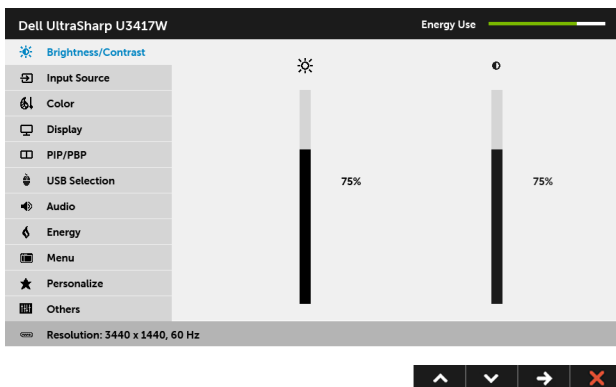 Dell UltraSharp U3417W
Energy Use
Brightness/Contrast
Input Source
Color
Display
PIP/PBP
USB Selection
75%
75%
Audio
Energy
Menu
Personalize
Others
Resolution: 3440 x 1440, 60 Hz